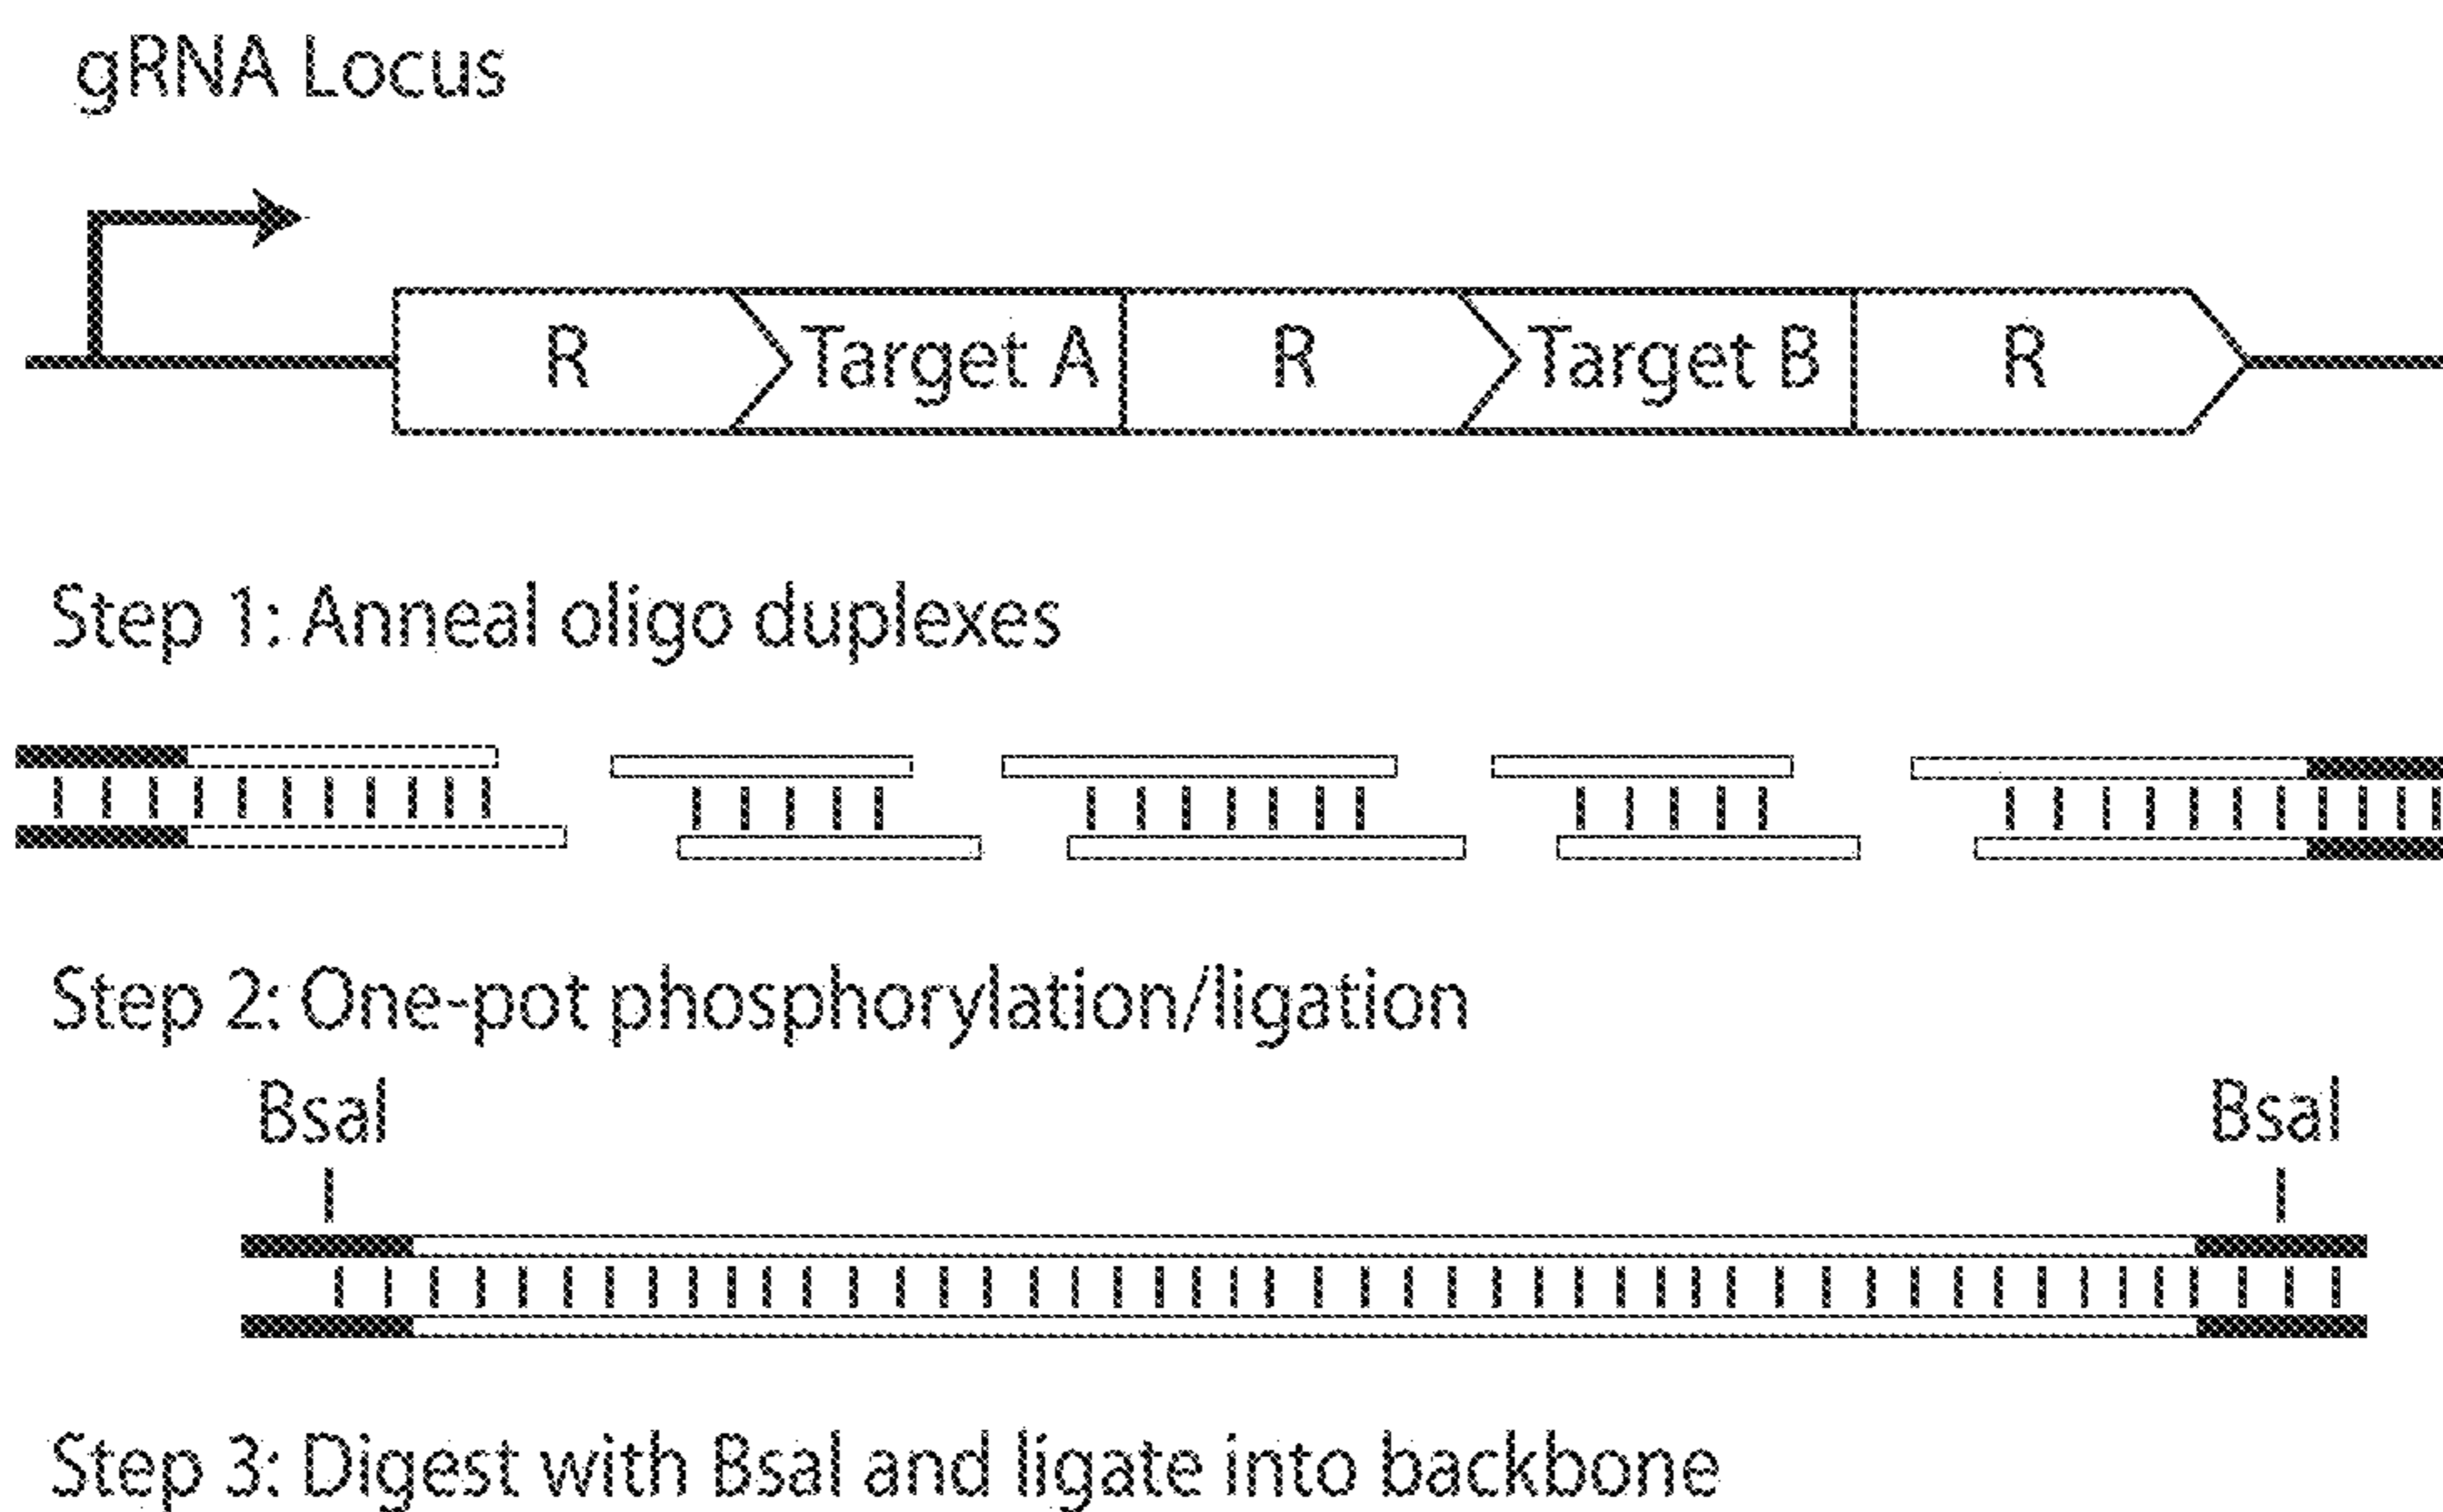 gRNA Locus
R Target A R Target B R
Step 1: Anneal oligo duplexes
Step 2: One-pot phosphorylation/ligation
BsaI BsaI
Step 3: Digest with BsaI and ligate into backbone